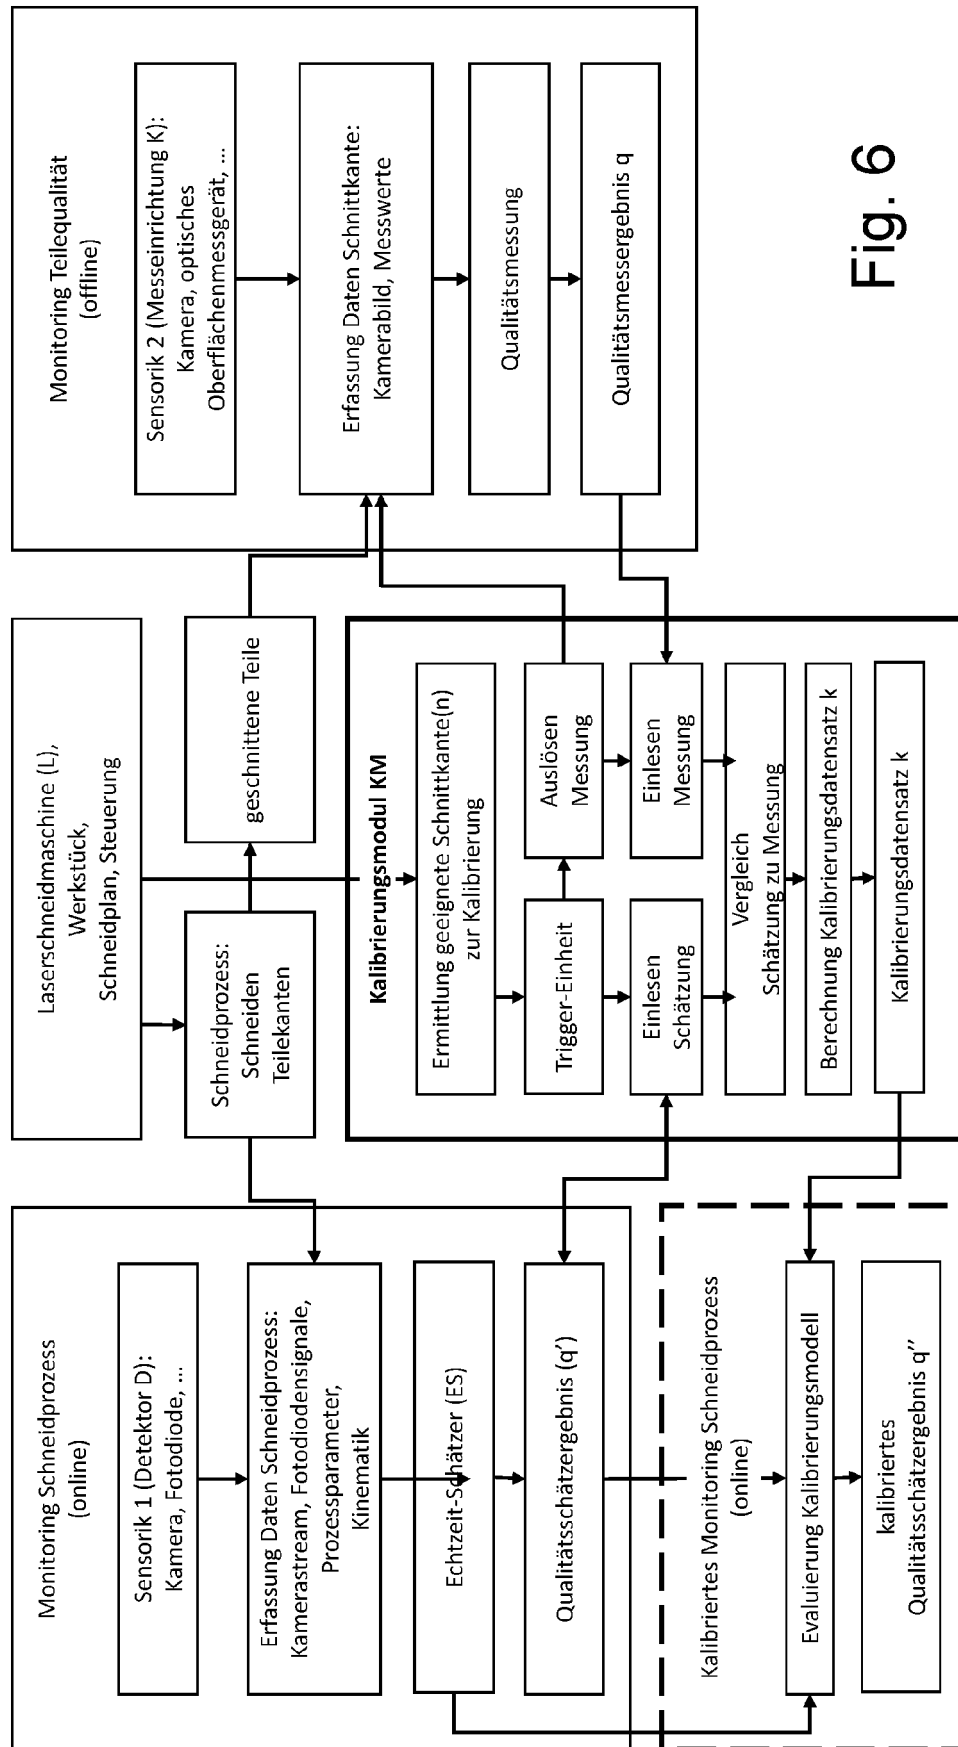 Monitoring Schneidprozess
(online)
Sensorik 1 (Detektor D):
Kamera, Fotodiode, ...
Erfassung Daten Schneidprozess:
Kamerastream, Fotodiodensignale,
Prozessparameter,
Kinematik
Echtzeit-Schätzer (ES)
Qualitätsschätzergebnis (q')
Kalibriertes Monitoring Schneidprozess
(online)
Evaluierung Kalibrierungsmodell
kalibriertes
Qualitätsschätzergebnis q''
Laserschneidmaschine (L),
Werkstück,
Schneidplan, Steuerung
Schneidprozess:
Schneiden
Teilekanten
geschnittene Teile
Kalibrierungsmodul KM
Ermittlung geeignete Schnittkante(n)
zur Kalibrierung
Trigger-Einheit
Auslösen
Messung
Einlesen
Schätzung
Einlesen
Messung
Vergleich
Schätzung zu Messung
Berechnung Kalibrierungsdatensatz k
Kalibrierungsdatensatz k
Monitoring Teilequalität
(offline)
Sensorik 2 (Messeinrichtung K):
Kamera, optisches
Oberflächenmessgerät, ...
Erfassung Daten Schnittkante:
Kamerabild, Messwerte
Qualitätsmessung
Qualitätsmessergebnis q
Fig. 6